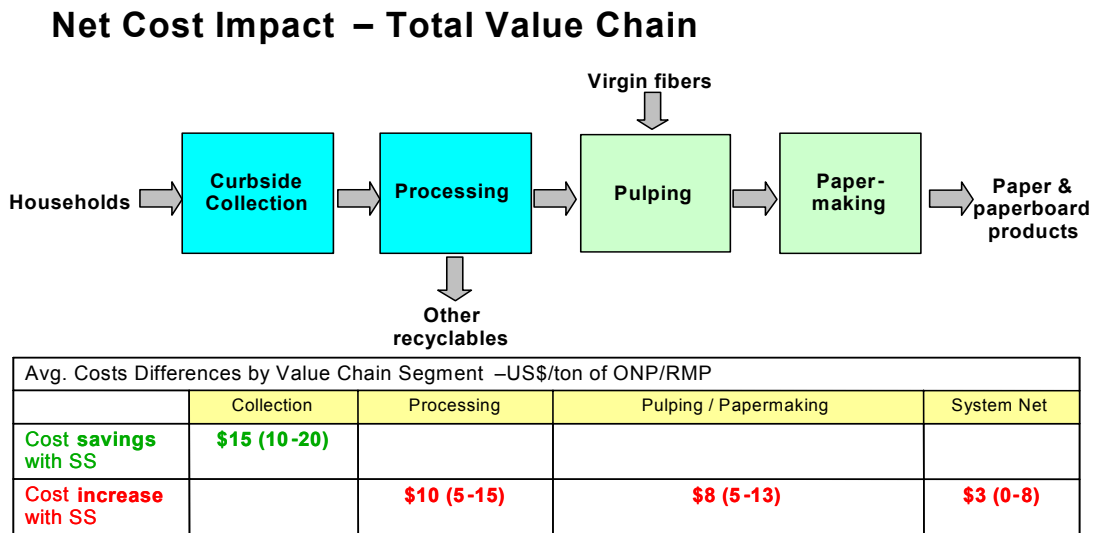 Net Cost Impact – Total Value Chain
Virgin fibers
Households
Curbside
Collection
Processing
Pulping
Paper-
making
Paper &
paperboard
products
Other
recyclables
Avg. Costs Differences by Value Chain Segment –US$/ton of ONP/RMP
Collection Processing Pulping / Papermaking System Net
Cost savings
with SS
$15 (10-20)
Cost increase
with SS
$10 (5-15) $8 (5-13) $3 (0-8)